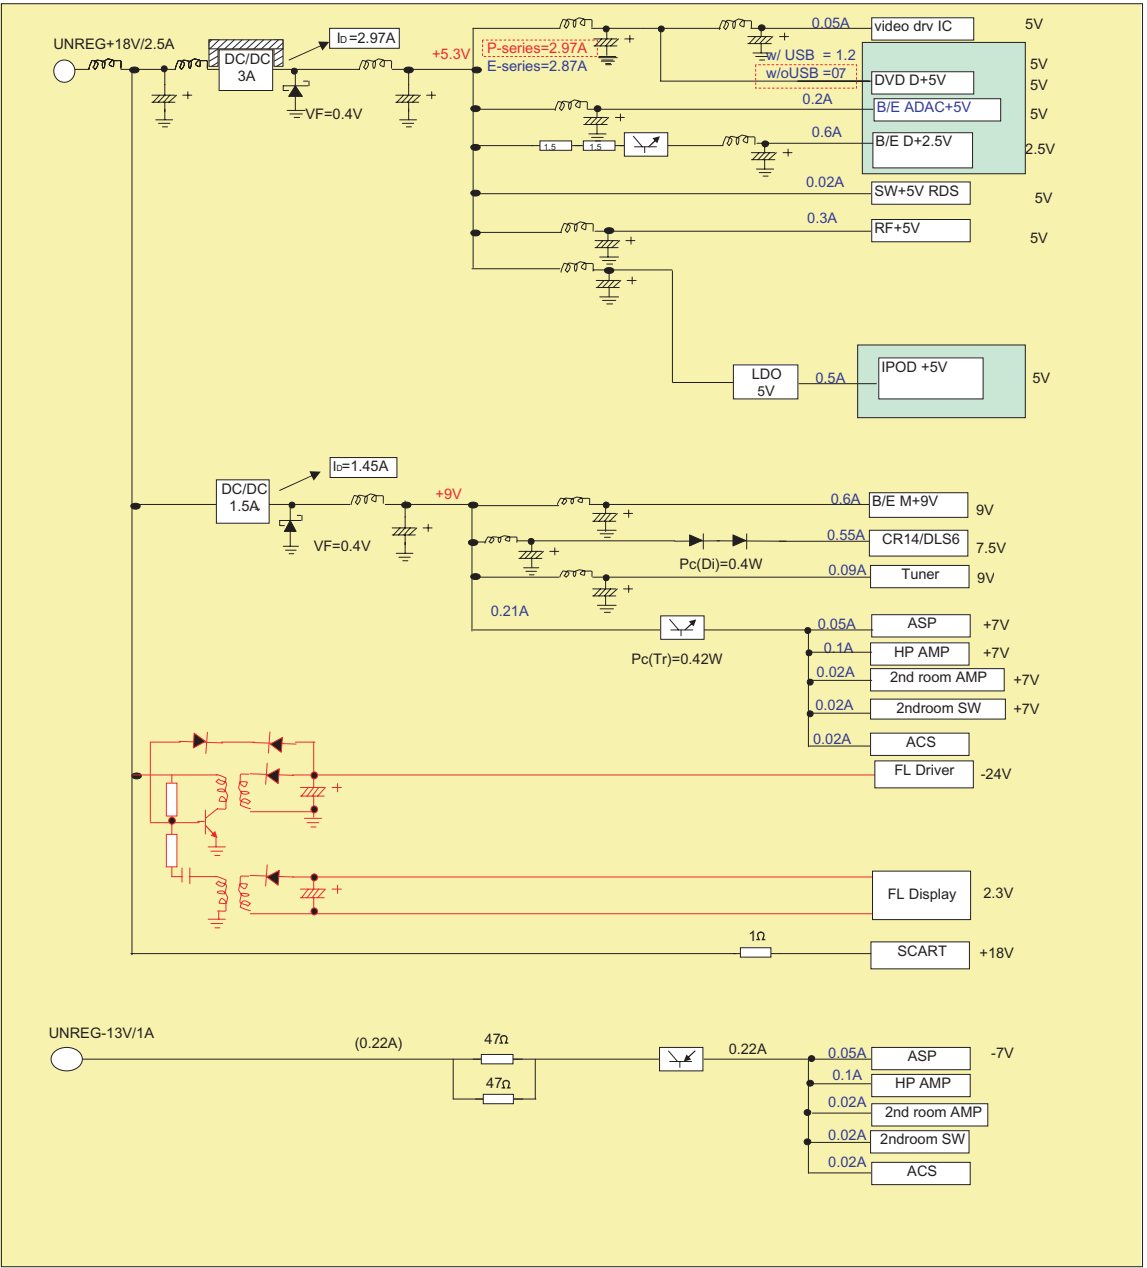 UNREG+18V/2.5A
DC/DC
3A
ID=2.97A
VF=0.4V
+5.3V
P-series=2.97A
E-series=2.87A
0.05A
video drv IC
5V
w/ USB = 1.2
5V
w/oUSB =07
DVD D+5V
5V
0.2A
B/E ADAC+5V
5V
1.5
1.5
0.6A
B/E D+2.5V
2.5V
0.02A
SW+5V RDS
5V
0.3A
RF+5V
5V
LDO
5V
0.5A
IPOD +5V
5V
DC/DC
1.5A
ID=1.45A
VF=0.4V
+9V
0.6A
B/E M+9V
9V
0.55A
CR14/DLS6
7.5V
Pc(Di)=0.4W
0.09A
Tuner
9V
0.21A
Pc(Tr)=0.42W
0.05A
ASP
+7V
0.1A
HP AMP
+7V
0.02A
2nd room AMP
+7V
0.02A
2ndroom SW
+7V
0.02A
ACS
FL Driver
-24V
FL Display
2.3V
1Ω
SCART
+18V
UNREG-13V/1A
(0.22A)
47Ω
47Ω
0.22A
0.05A
ASP
-7V
0.1A
HP AMP
0.02A
2nd room AMP
0.02A
2ndroom SW
0.02A
ACS